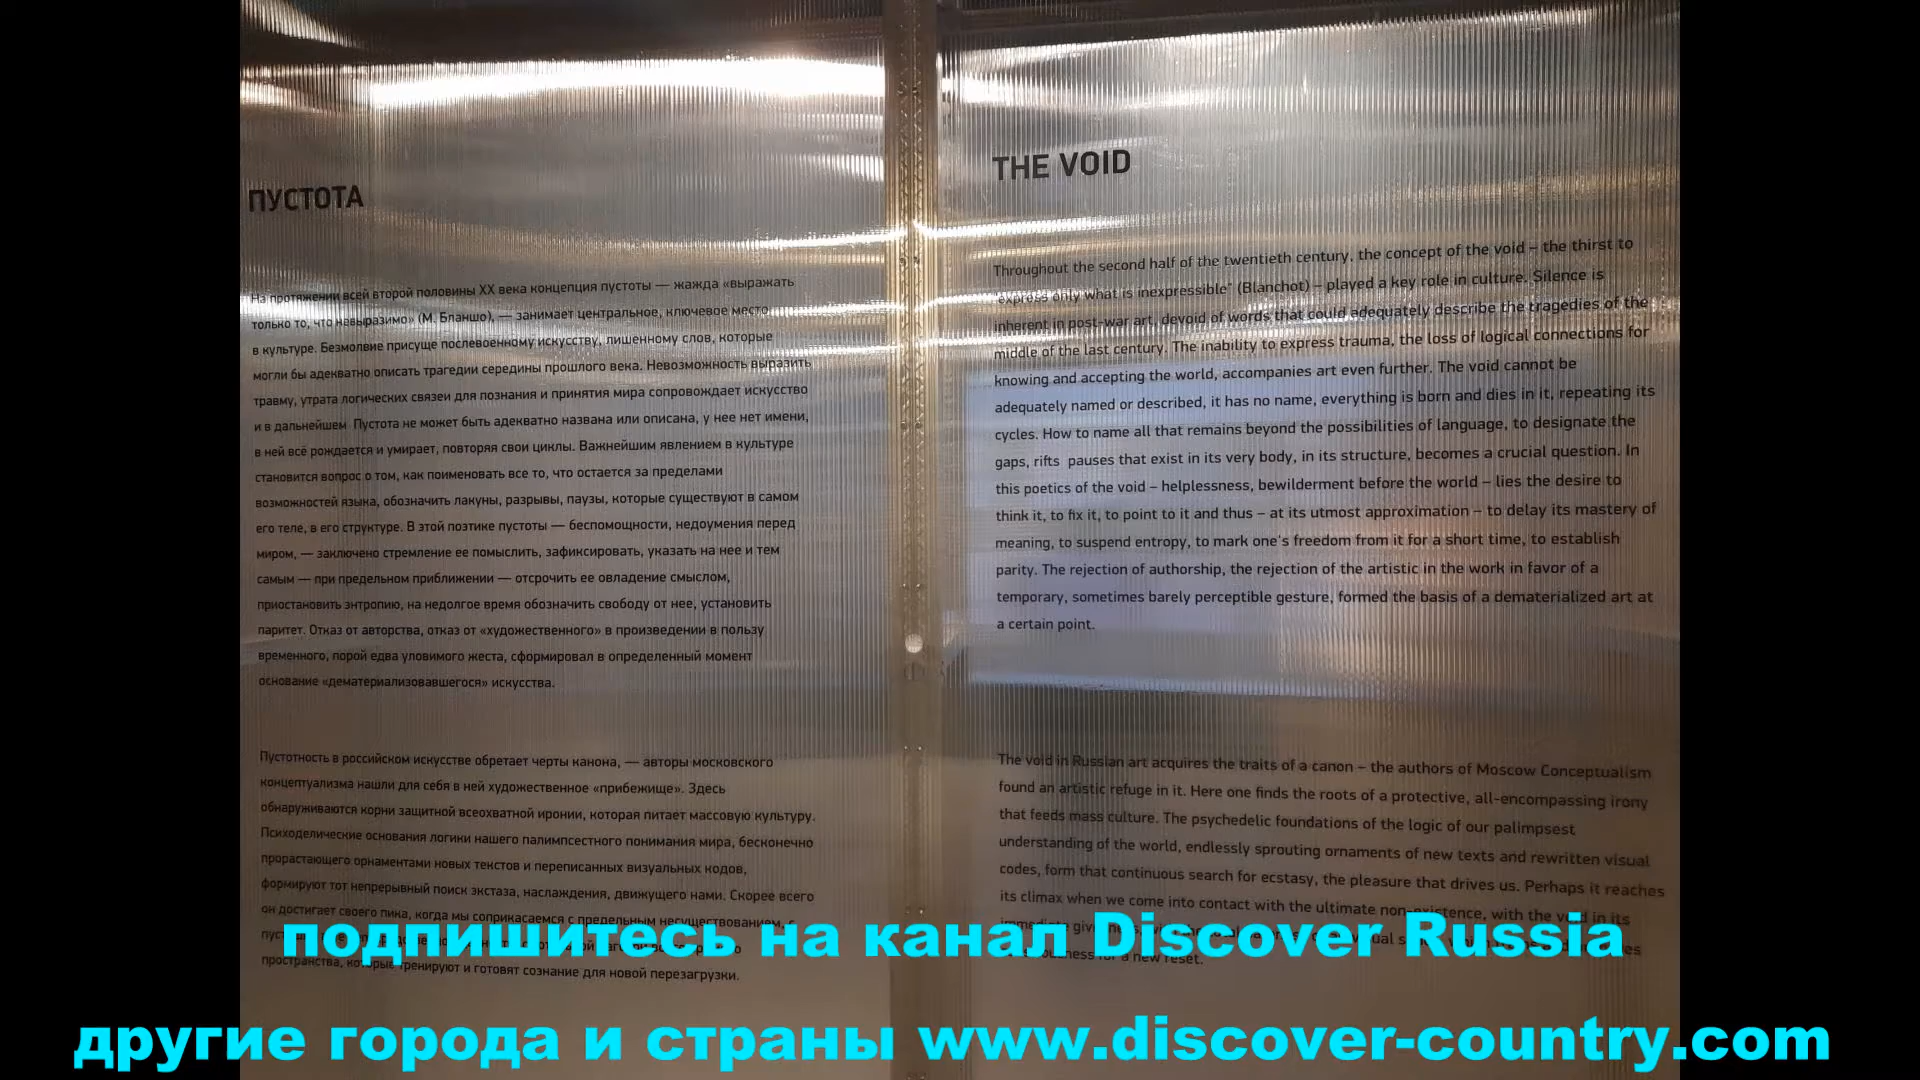 ПУСТОТА
На протяжении всей второй половины XX века концепция пустоты — жажда «выражать
только то, что невыразимо» (М. Бланшо), — занимает центральное, ключевое место
в культуре. Безмолвие присуще послевоенному искусству, лишенному слов, которые
могли бы адекватно описать трагедии середины прошлого века. Невозможность выразить
травму, утрата логических связеи для познания и принятия мира сопровождает искусство
и в дальнейшем Пустота не может быть адекватно названа или описана, у нее нет имени,
в ней всё рождается и умирает, повторяя свои циклы. Важнейшим явлением в культуре
становится вопрос о том, как поименовать все то, что остается за пределами
возможностей языка, обозначить лакуны, разрывы, паузы, которые существуют в самом
его теле, в его структуре. В этой поэтике пустоты — беспомощности, недоумения перед
миром, — заключено стремление ее помыслить, зафиксировать, указать на нее и тем
самым — при предельном приближении — отсрочить ее овладение смыслом,
приостановить энтропию, на недолгое время обозначить свободу от нее, установить
паритет. Отказ от авторства, отказ от «художественного» в произведении в пользу
временного, порой едва уловимого жеста, сформировал в определенный момент
основание «дематериализовавшегося» искусства.
Пустотность в российском искусстве обретает черты канона, — авторы московского
концептуализма нашли для себя в ней художественное «прибежище». Здесь
обнаруживаются корни защитной всеохватной иронии, которая питает массовую культуру.
Психоделические основания логики нашего палимпсестного понимания мира, бесконечно
прорастающего орнаментами новых текстов и переписанных визуальных кодов,
формируют тот непрерывный поиск экстаза, наслаждения, движущего нами. Скорее всего
он достигает своего пика, когда мы соприкасаемся с предельным несуществованием, с
пространства, которые тренируют и готовят сознание для новой перезагрузки.
THE VOID
Throughout the second half of the twentieth century, the concept of the void – the thirst to
"express only what is inexpressible" (Blanchot) – played a key role in culture. Silence is
inherent in post-war art, devoid of words that could adequately describe the tragedies of the
middle of the last century. The inability to express trauma, the loss of logical connections for
knowing and accepting the world, accompanies art even further. The void cannot be
adequately named or described, it has no name, everything is born and dies in it, repeating its
cycles. How to name all that remains beyond the possibilities of language, to designate the
gaps, rifts pauses that exist in its very body, in its structure, becomes a crucial question. In
this poetics of the void – helplessness, bewilderment before the world – lies the desire to
think it, to fix it, to point to it and thus – at its utmost approximation – to delay its mastery of
meaning, to suspend entropy, to mark one's freedom from it for a short time, to establish
parity. The rejection of authorship, the rejection of the artistic in the work in favor of a
temporary, sometimes barely perceptible gesture, formed the basis of a dematerialized art at
a certain point.
The void in Russian art acquires the traits of a canon – the authors of Moscow Conceptualism
found an artistic refuge in it. Here one finds the roots of a protective, all-encompassing irony
that feeds mass culture. The psychedelic foundations of the logic of our palimpsest
understanding of the world, endlessly sprouting ornaments of new texts and rewritten visual
codes, form that continuous search for ecstasy, the pleasure that drives us. Perhaps it reaches
its climax when we come into contact with the ultimate non-existence, with the void in its
for a new reset.
подпишитесь на канал Discover Russia
другие города и страны www.discover-country.com